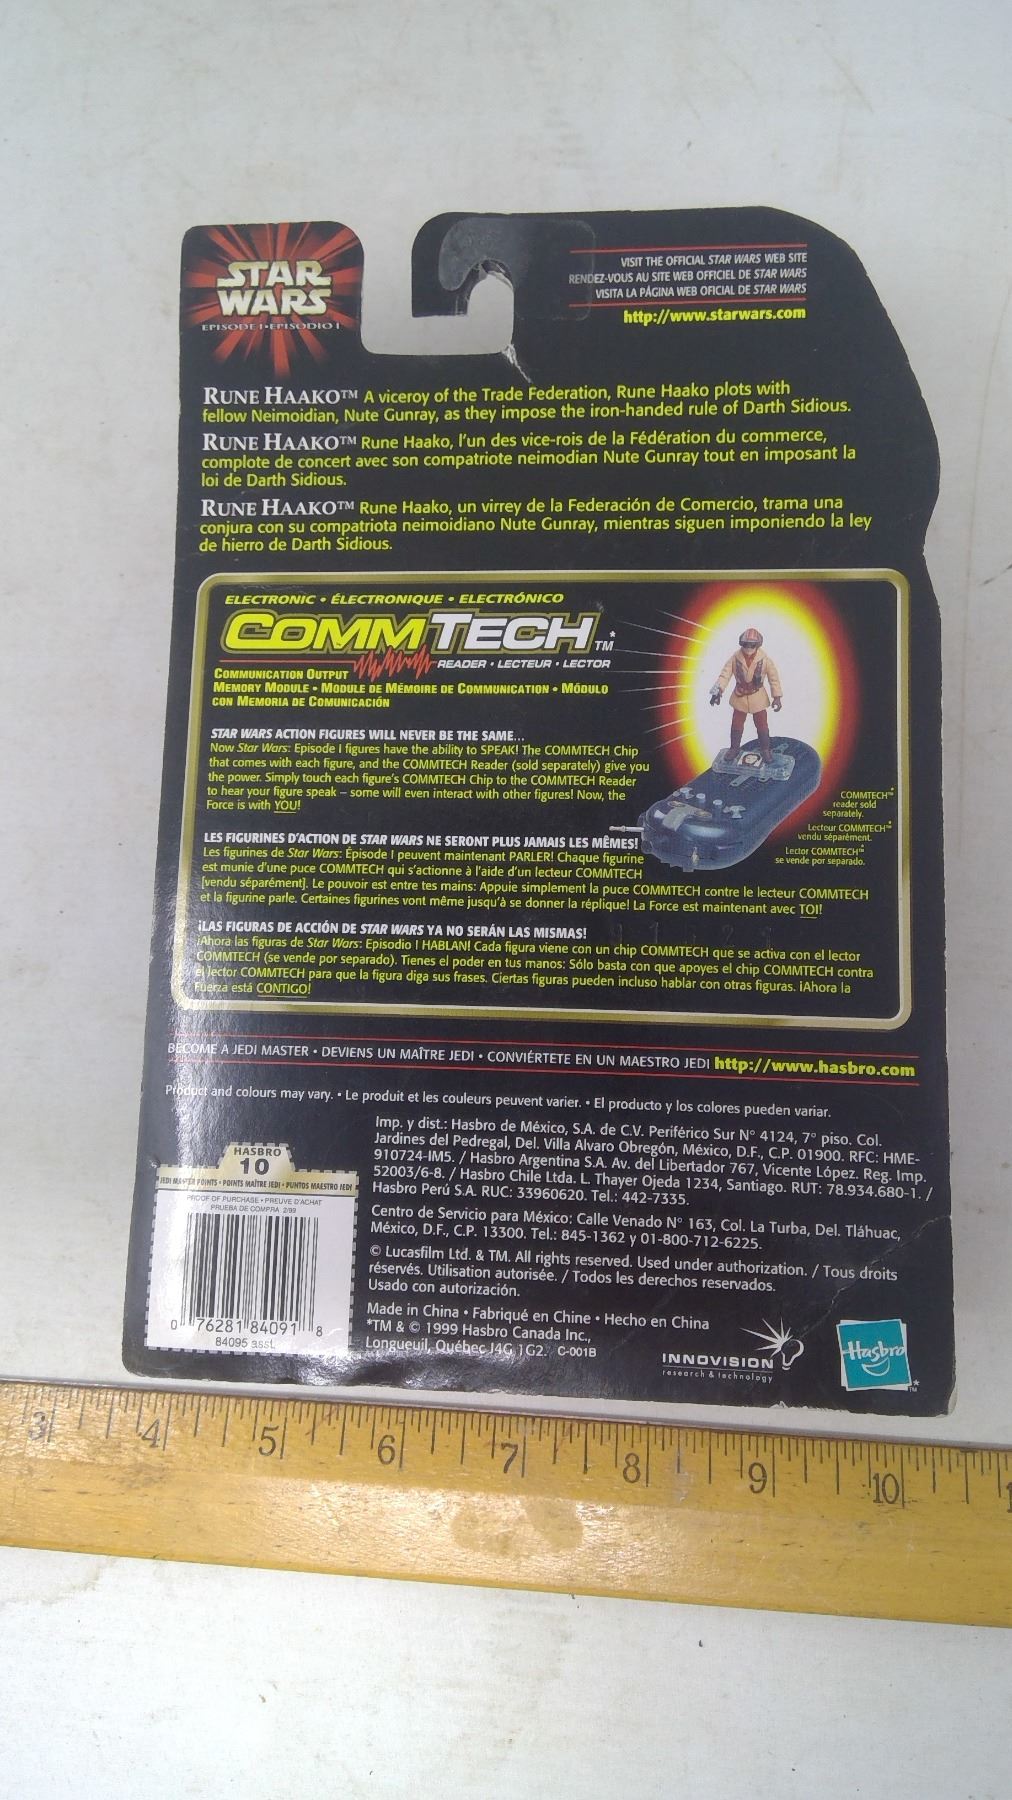 STAR
WARS
EPISODE I • EPISODIO I
VISIT THE OFFICIAL STAR WARS WEB SITE
RENDEZ-VOUS AU SITE WEB OFFICIEL DE STAR WARS
VISITA LA PÁGINA WEB OFICIAL DE STAR WARS
http://www.starwars.com
RUNE HAAKO™ A viceroy of the Trade Federation, Rune Haako plots with
fellow Neimoidian, Nute Gunray, as they impose the iron-handed rule of Darth Sidious.
RUNE HAAKO™ Rune Haako, l'un des vice-rois de la Fédération du commerce,
complote de concert avec son compatriote neimodian Nute Gunray tout en imposant la
loi de Darth Sidious.
RUNE HAAKO™ Rune Haako, un virrey de la Federación de Comercio, trama una
conjura con su compatriota neimoidiano Nute Gunray, mientras siguen imponiendo la ley
de hierro de Darth Sidious.
ELECTRONIC • ÉLECTRONIQUE • ELECTRÓNICO
COMMTECH™*
READER • LECTEUR • LECTOR
COMMUNICATION OUTPUT
MEMORY MODULE • MODULE DE MÉMOIRE DE COMMUNICATION • MÓDULO
CON MEMORIA DE COMUNICACIÓN
STAR WARS ACTION FIGURES WILL NEVER BE THE SAME...
Now Star Wars: Episode I figures have the ability to SPEAK! The COMMTECH Chip
that comes with each figure, and the COMMTECH Reader (sold separately) give you
the power. Simply touch each figure's COMMTECH Chip to the COMMTECH Reader
to hear your figure speak – some will even interact with other figures! Now, the
Force is with YOU!
COMMTECH™*
reader sold
separately.
Lecteur COMMTECH™*
vendu séparément.
Lector COMMTECH™*
se vende por separado.
LES FIGURINES D'ACTION DE STAR WARS NE SERONT PLUS JAMAIS LES MÊMES!
Les figurines de Star Wars: Épisode I peuvent maintenant PARLER! Chaque figurine
est munie d'une puce COMMTECH qui s'actionne à l'aide d'un lecteur COMMTECH
[vendu séparément]. Le pouvoir est entre tes mains: Appuie simplement la puce COMMTECH contre le lecteur COMMTECH
et la figurine parle. Certaines figurines vont même jusqu'à se donner la réplique! La Force est maintenant avec TOI!
¡LAS FIGURAS DE ACCIÓN DE STAR WARS YA NO SERÁN LAS MISMAS!
¡Ahora las figuras de Star Wars: Episodio I HABLAN! Cada figura viene con un chip COMMTECH que se activa con el lector
COMMTECH (se vende por separado). Tienes el poder en tus manos: Sólo basta con que apoyes el chip COMMTECH contra
el lector COMMTECH para que la figura diga sus frases. Ciertas figuras pueden incluso hablar con otras figuras. ¡Ahora la
Fuerza está CONTIGO!
BECOME A JEDI MASTER • DEVIENS UN MAÎTRE JEDI • CONVIÉRTETE EN UN MAESTRO JEDI http://www.hasbro.com
Product and colours may vary. • Le produit et les couleurs peuvent varier. • El producto y los colores pueden variar.
Imp. y dist.: Hasbro de México, S.A. de C.V. Periférico Sur N° 4124, 7° piso. Col.
Jardines del Pedregal, Del. Villa Alvaro Obregón, México, D.F., C.P. 01900. RFC: HME-
910724-IM5. / Hasbro Argentina S.A. Av. del Libertador 767, Vicente López. Reg. Imp.
52003/6-8. / Hasbro Chile Ltda. L. Thayer Ojeda 1234, Santiago. RUT: 78.934.680-1. /
Hasbro Perú S.A. RUC: 33960620. Tel.: 442-7335.
Centro de Servicio para México: Calle Venado N° 163, Col. La Turba, Del. Tláhuac,
México, D.F., C.P. 13300. Tel.: 845-1362 y 01-800-712-6225.
© Lucasfilm Ltd. & TM. All rights reserved. Used under authorization. / Tous droits
réservés. Utilisation autorisée. / Todos los derechos reservados.
Usado con autorización.
Made in China • Fabriqué en Chine • Hecho en China
*TM & © 1999 Hasbro Canada Inc.,
Longueuil, Québec J4G 1G2. C-001B
HASBRO
10
JEDI MASTER POINTS • POINTS MAÎTRE JEDI • PUNTOS MAESTRO JEDI
PROOF OF PURCHASE • PREUVE D'ACHAT
PRUEBA DE COMPRA 2/99
0 76281 84091 8
84095 asst.
INNOVISION
research & technology
Hasbro
™*
3 4 5 6 7 8 9 10